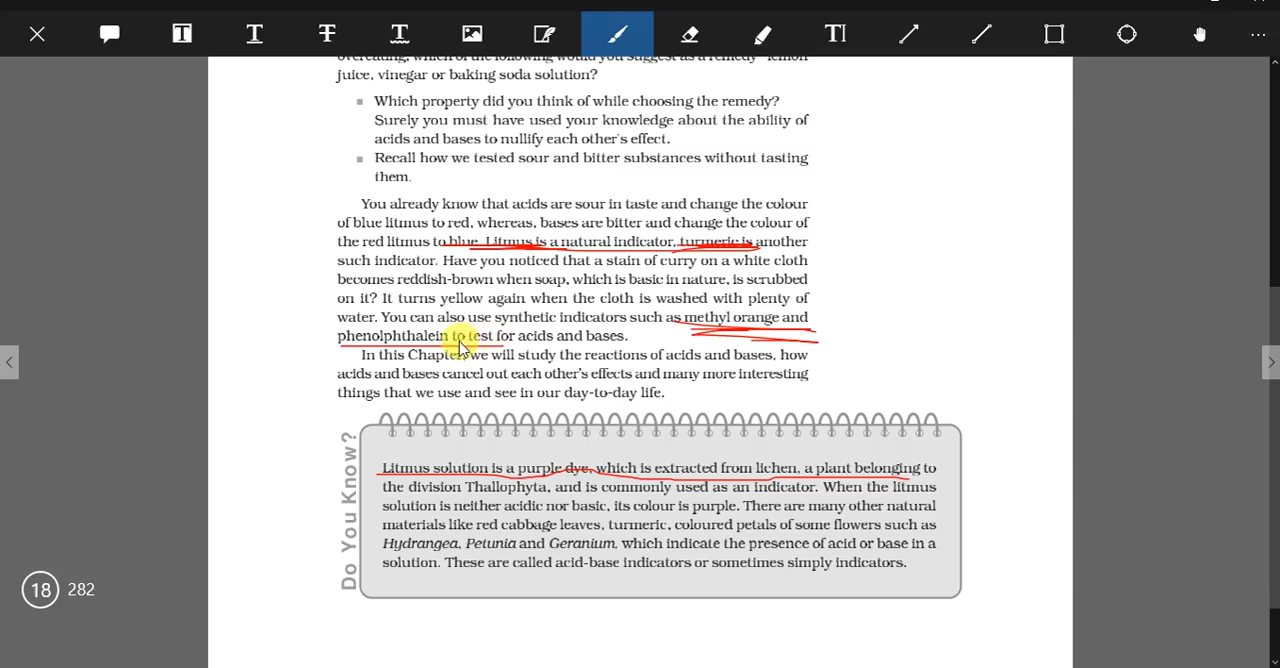 overeating, which of the following would you suggest as a remedy– lemon
juice, vinegar or baking soda solution?
■ Which property did you think of while choosing the remedy?
Surely you must have used your knowledge about the ability of
acids and bases to nullify each other's effect.
■ Recall how we tested sour and bitter substances without tasting
them.
You already know that acids are sour in taste and change the colour
of blue litmus to red, whereas, bases are bitter and change the colour of
the red litmus to blue. Litmus is a natural indicator, turmeric is another
such indicator. Have you noticed that a stain of curry on a white cloth
becomes reddish-brown when soap, which is basic in nature, is scrubbed
on it? It turns yellow again when the cloth is washed with plenty of
water. You can also use synthetic indicators such as methyl orange and
phenolphthalein to test for acids and bases.
In this Chapter, we will study the reactions of acids and bases, how
acids and bases cancel out each other's effects and many more interesting
things that we use and see in our day-to-day life.
Do You Know?
Litmus solution is a purple dye, which is extracted from lichen, a plant belonging to
the division Thallophyta, and is commonly used as an indicator. When the litmus
solution is neither acidic nor basic, its colour is purple. There are many other natural
materials like red cabbage leaves, turmeric, coloured petals of some flowers such as
Hydrangea, Petunia and Geranium, which indicate the presence of acid or base in a
solution. These are called acid-base indicators or sometimes simply indicators.
18 282